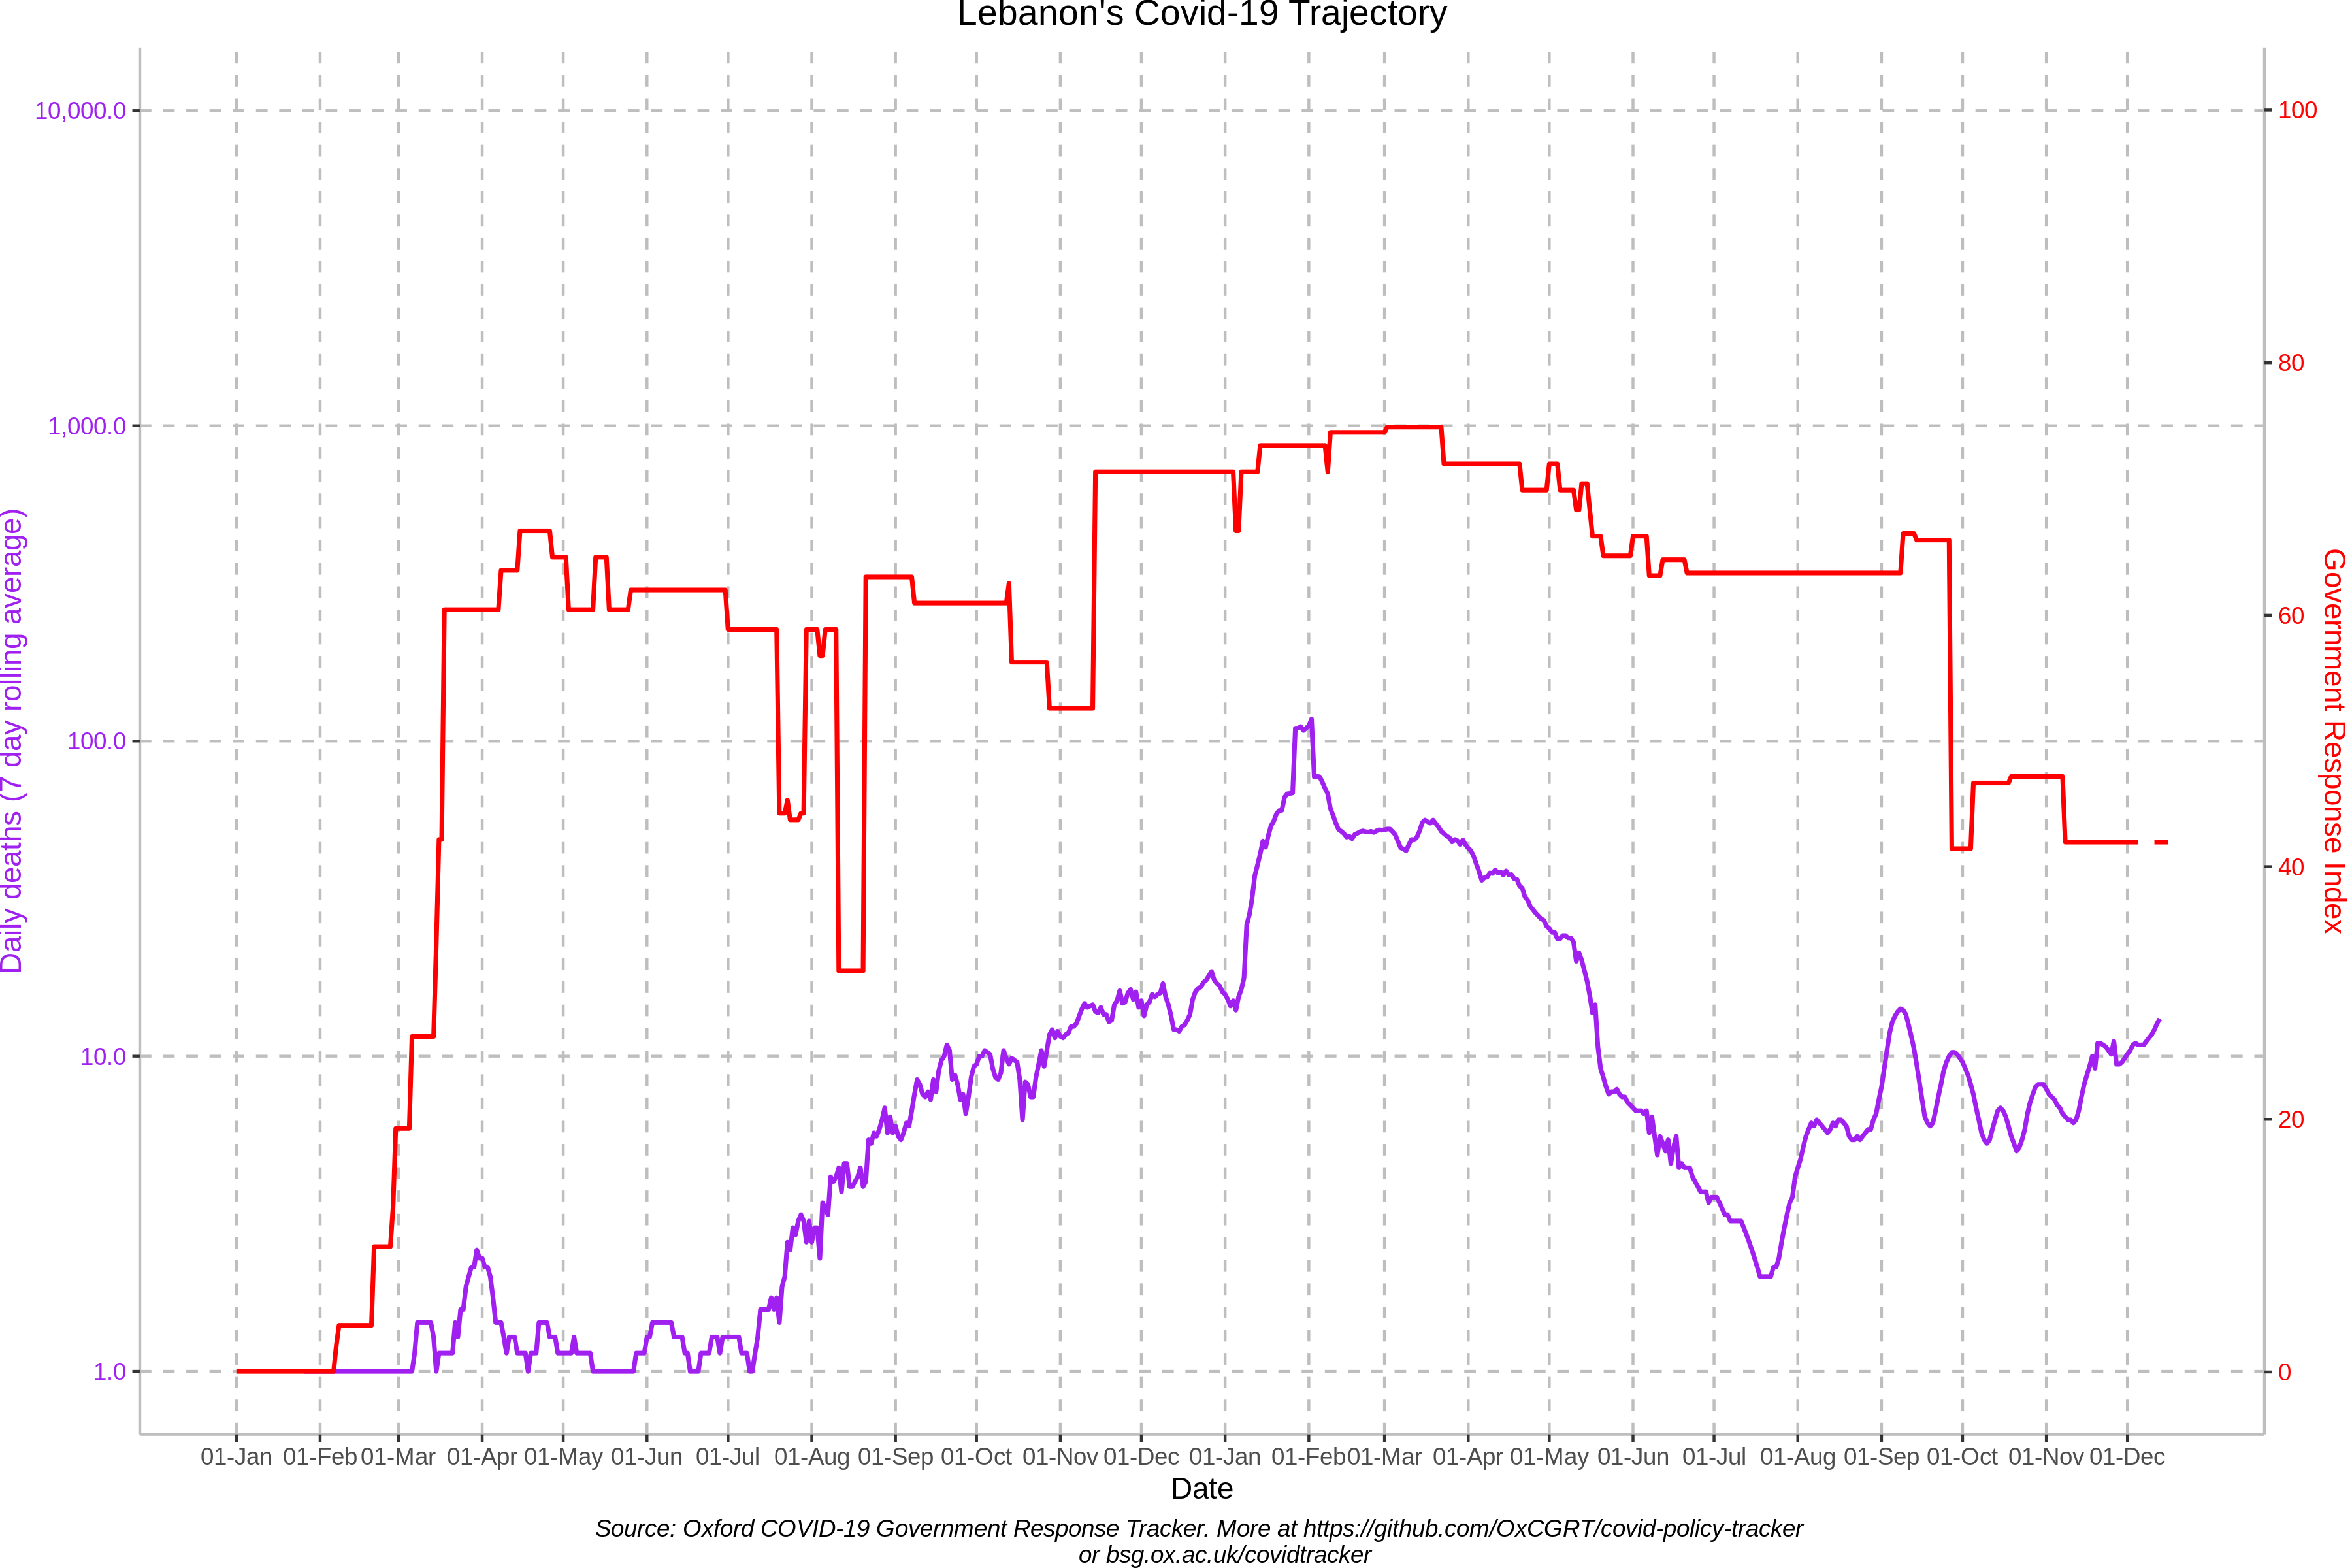 Lebanon's Covid-19 Trajectory
10,000.0
1,000.0
100.0
10.0
1.0
Daily deaths (7 day rolling average)
100
80
60
40
20
0
Government Response Index
01-Jan 01-Feb 01-Mar 01-Apr 01-May 01-Jun 01-Jul 01-Aug 01-Sep 01-Oct 01-Nov 01-Dec 01-Jan 01-Feb 01-Mar 01-Apr 01-May 01-Jun 01-Jul 01-Aug 01-Sep 01-Oct 01-Nov 01-Dec
Date
Source: Oxford COVID-19 Government Response Tracker. More at https://github.com/OxCGRT/covid-policy-tracker
or bsg.ox.ac.uk/covidtracker